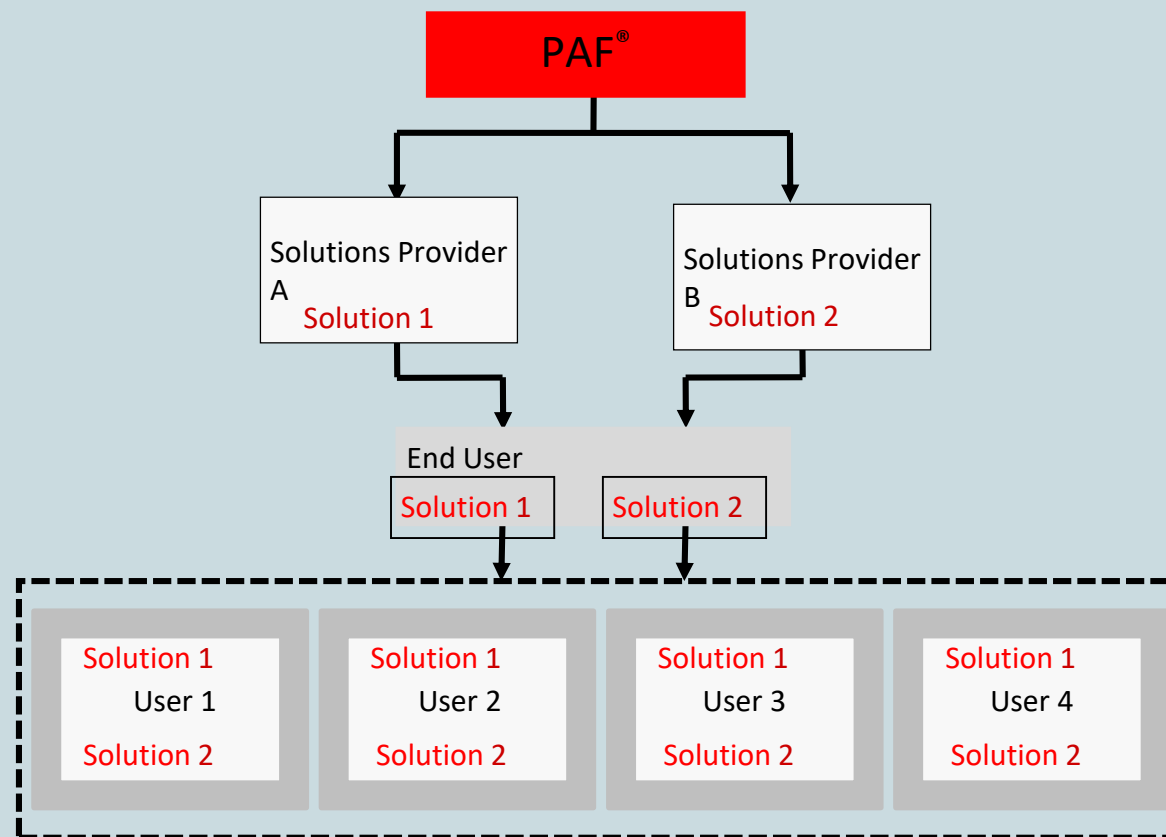 PAF®
Solutions Provider
A
Solution 1
Solutions Provider
B
Solution 2
End User
Solution 1
Solution 2
Solution 1
User 1
Solution 2
Solution 1
User 2
Solution 2
Solution 1
User 3
Solution 2
Solution 1
User 4
Solution 2